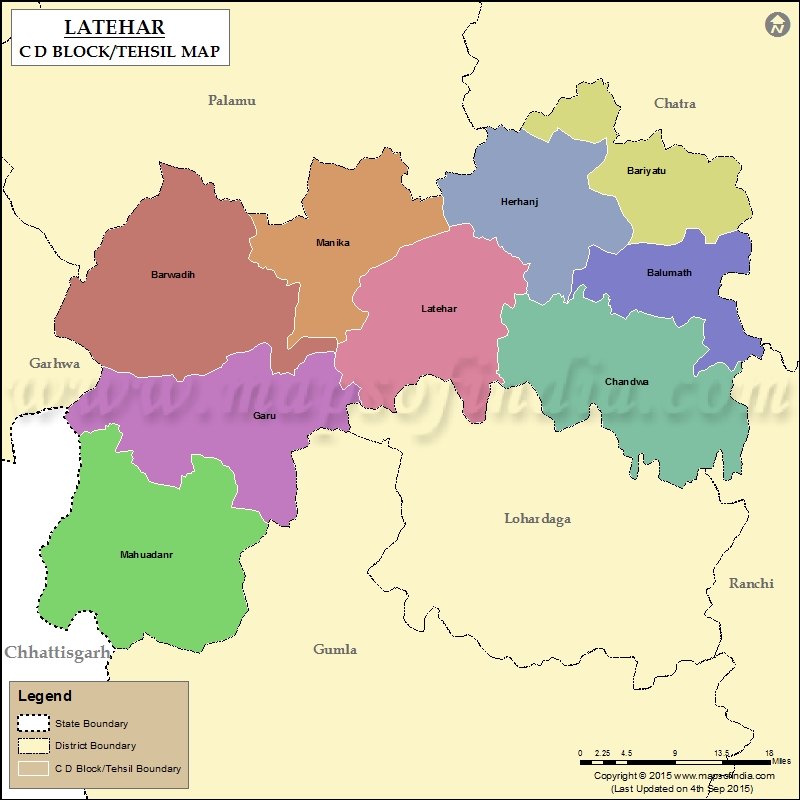 LATEHAR
C D BLOCK/TEHSIL MAP
N
Palamu
Chatra
Bariyatu
Herhanj
Manika
Barwadih
Balumath
Latehar
Garhwa
Chandwa
www.mapsofindia.com
Garu
Lohardaga
Mahuadanr
Ranchi
Chhattisgarh
Gumla
Legend
State Boundary
District Boundary
C D Block/Tehsil Boundary
0 2.25 4.5 9 13.5 18
Miles
Copyright © 2015 www.mapsofindia.com
(Last Updated on 4th Sep 2015)